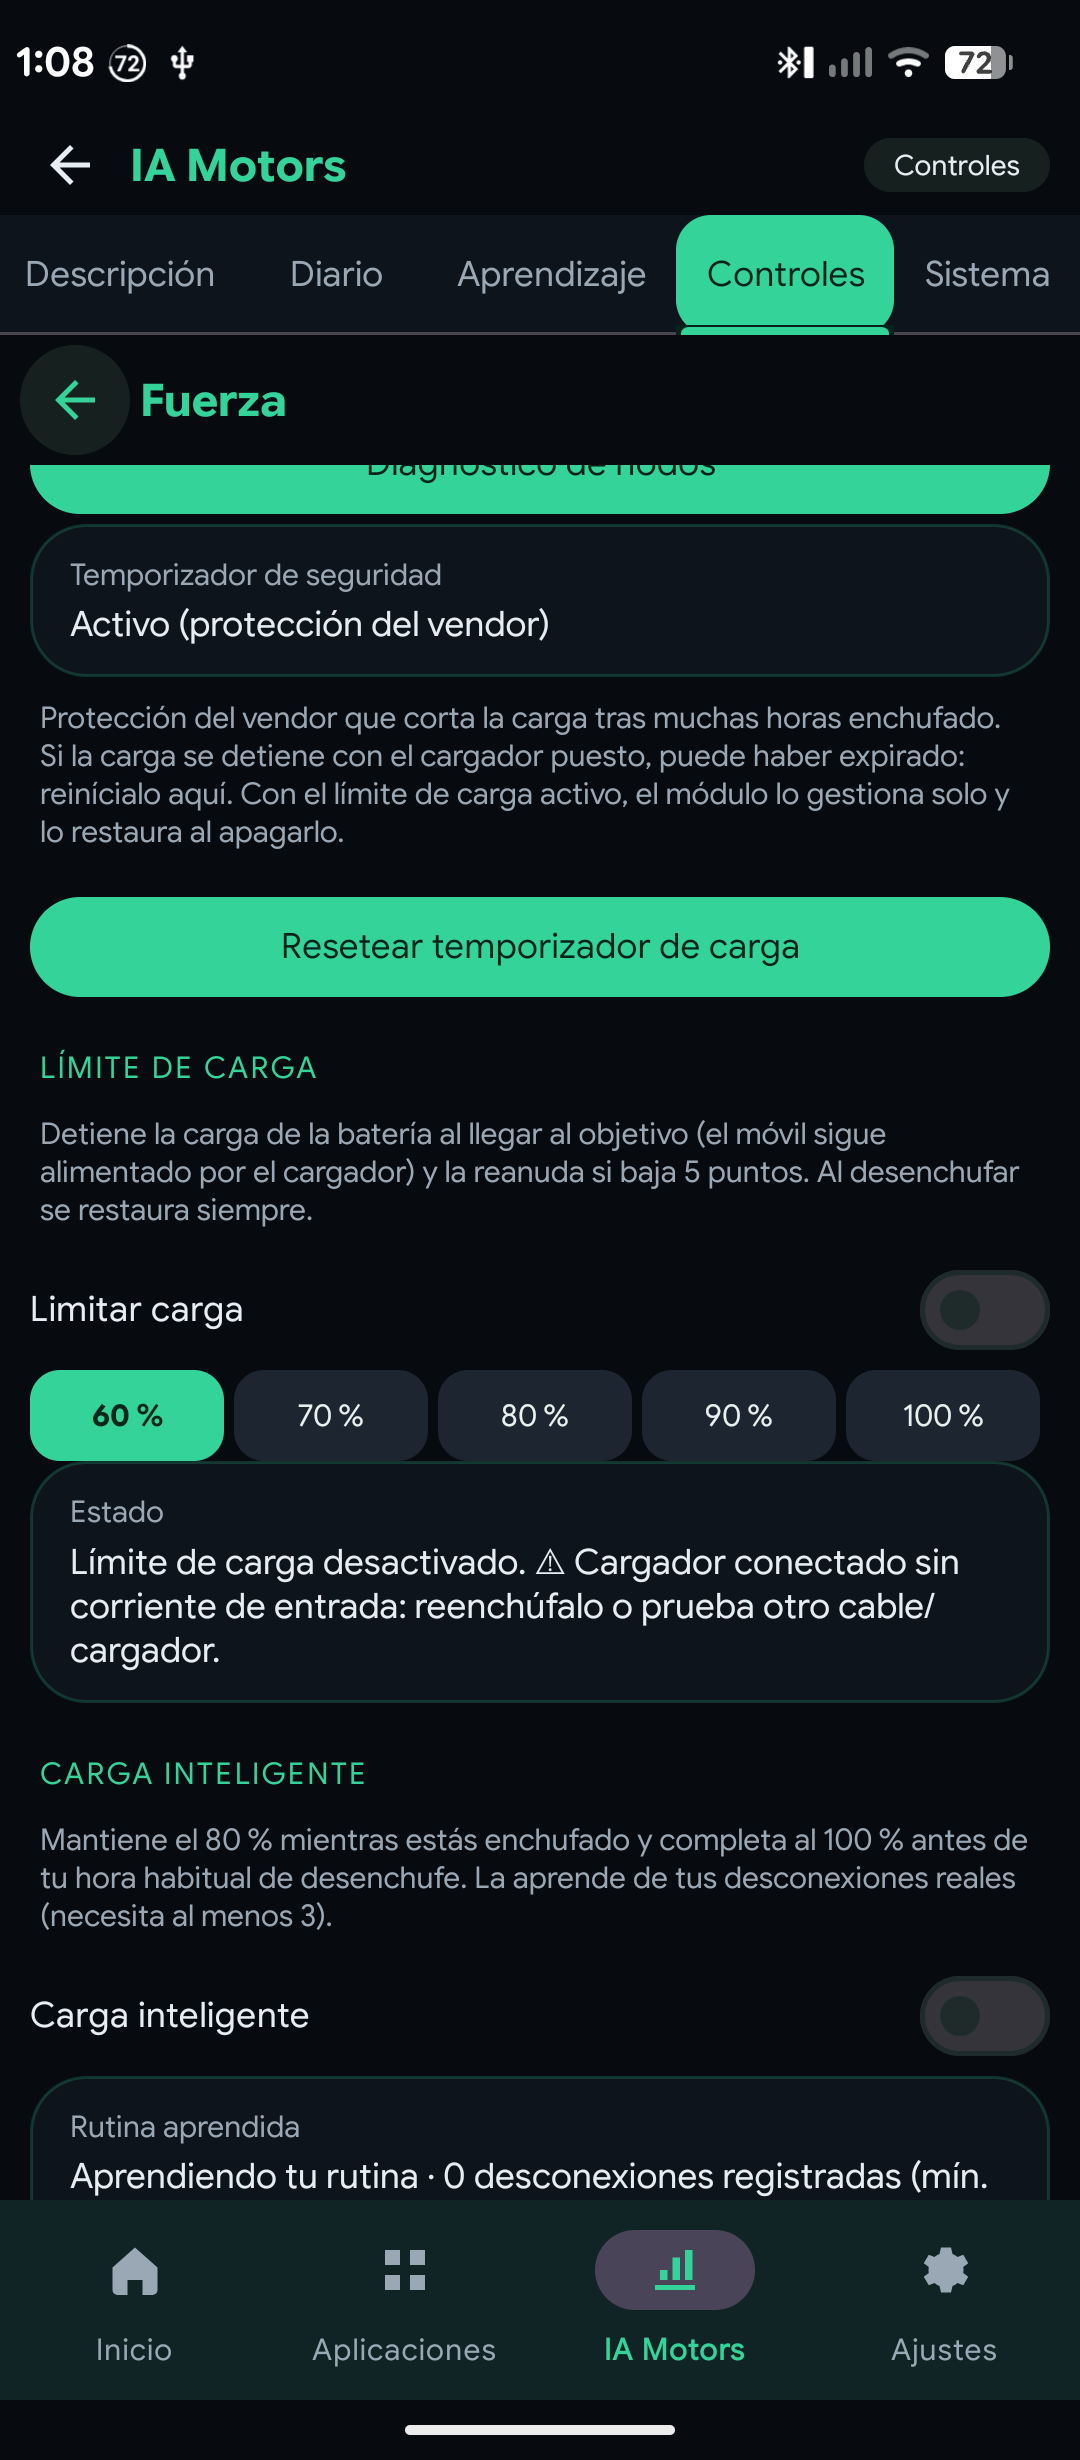 1:08
72
72
IA Motors
Controles
Descripción
Diario
Aprendizaje
Controles
Sistema
Fuerza
Diagnóstico de nodos
Temporizador de seguridad
Activo (protección del vendor)
Protección del vendor que corta la carga tras muchas horas enchufado.
Si la carga se detiene con el cargador puesto, puede haber expirado:
reinícialo aquí. Con el límite de carga activo, el módulo lo gestiona solo y
lo restaura al apagarlo.
Resetear temporizador de carga
LÍMITE DE CARGA
Detiene la carga de la batería al llegar al objetivo (el móvil sigue
alimentado por el cargador) y la reanuda si baja 5 puntos. Al desenchufar
se restaura siempre.
Limitar carga
60 %
70 %
80 %
90 %
100 %
Estado
Límite de carga desactivado. ⚠ Cargador conectado sin
corriente de entrada: reenchúfalo o prueba otro cable/
cargador.
CARGA INTELIGENTE
Mantiene el 80 % mientras estás enchufado y completa al 100 % antes de
tu hora habitual de desenchufe. La aprende de tus desconexiones reales
(necesita al menos 3).
Carga inteligente
Rutina aprendida
Aprendiendo tu rutina · 0 desconexiones registradas (mín.
Inicio
Aplicaciones
IA Motors
Ajustes